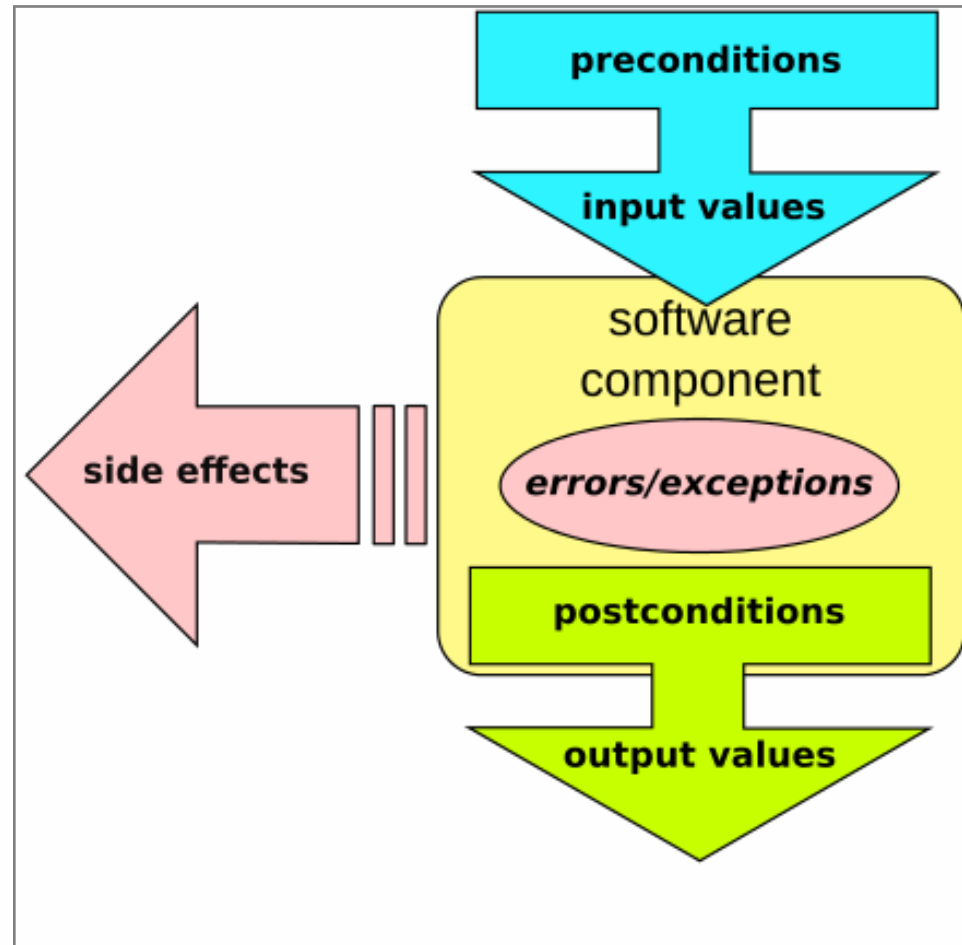 preconditions
input values
software
component
side effects
errors/exceptions
postconditions
output values